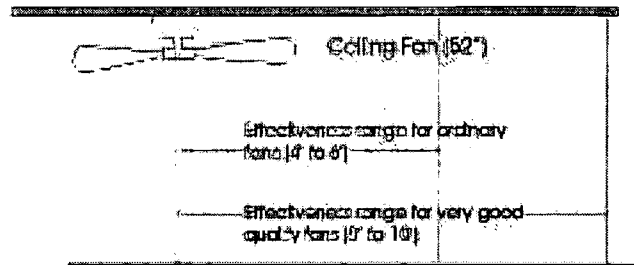 Ceiling Fan (52")
Effectiveness range for ordinary
fans (4' to 6')
Effectiveness range for very good
quality fans to 10')